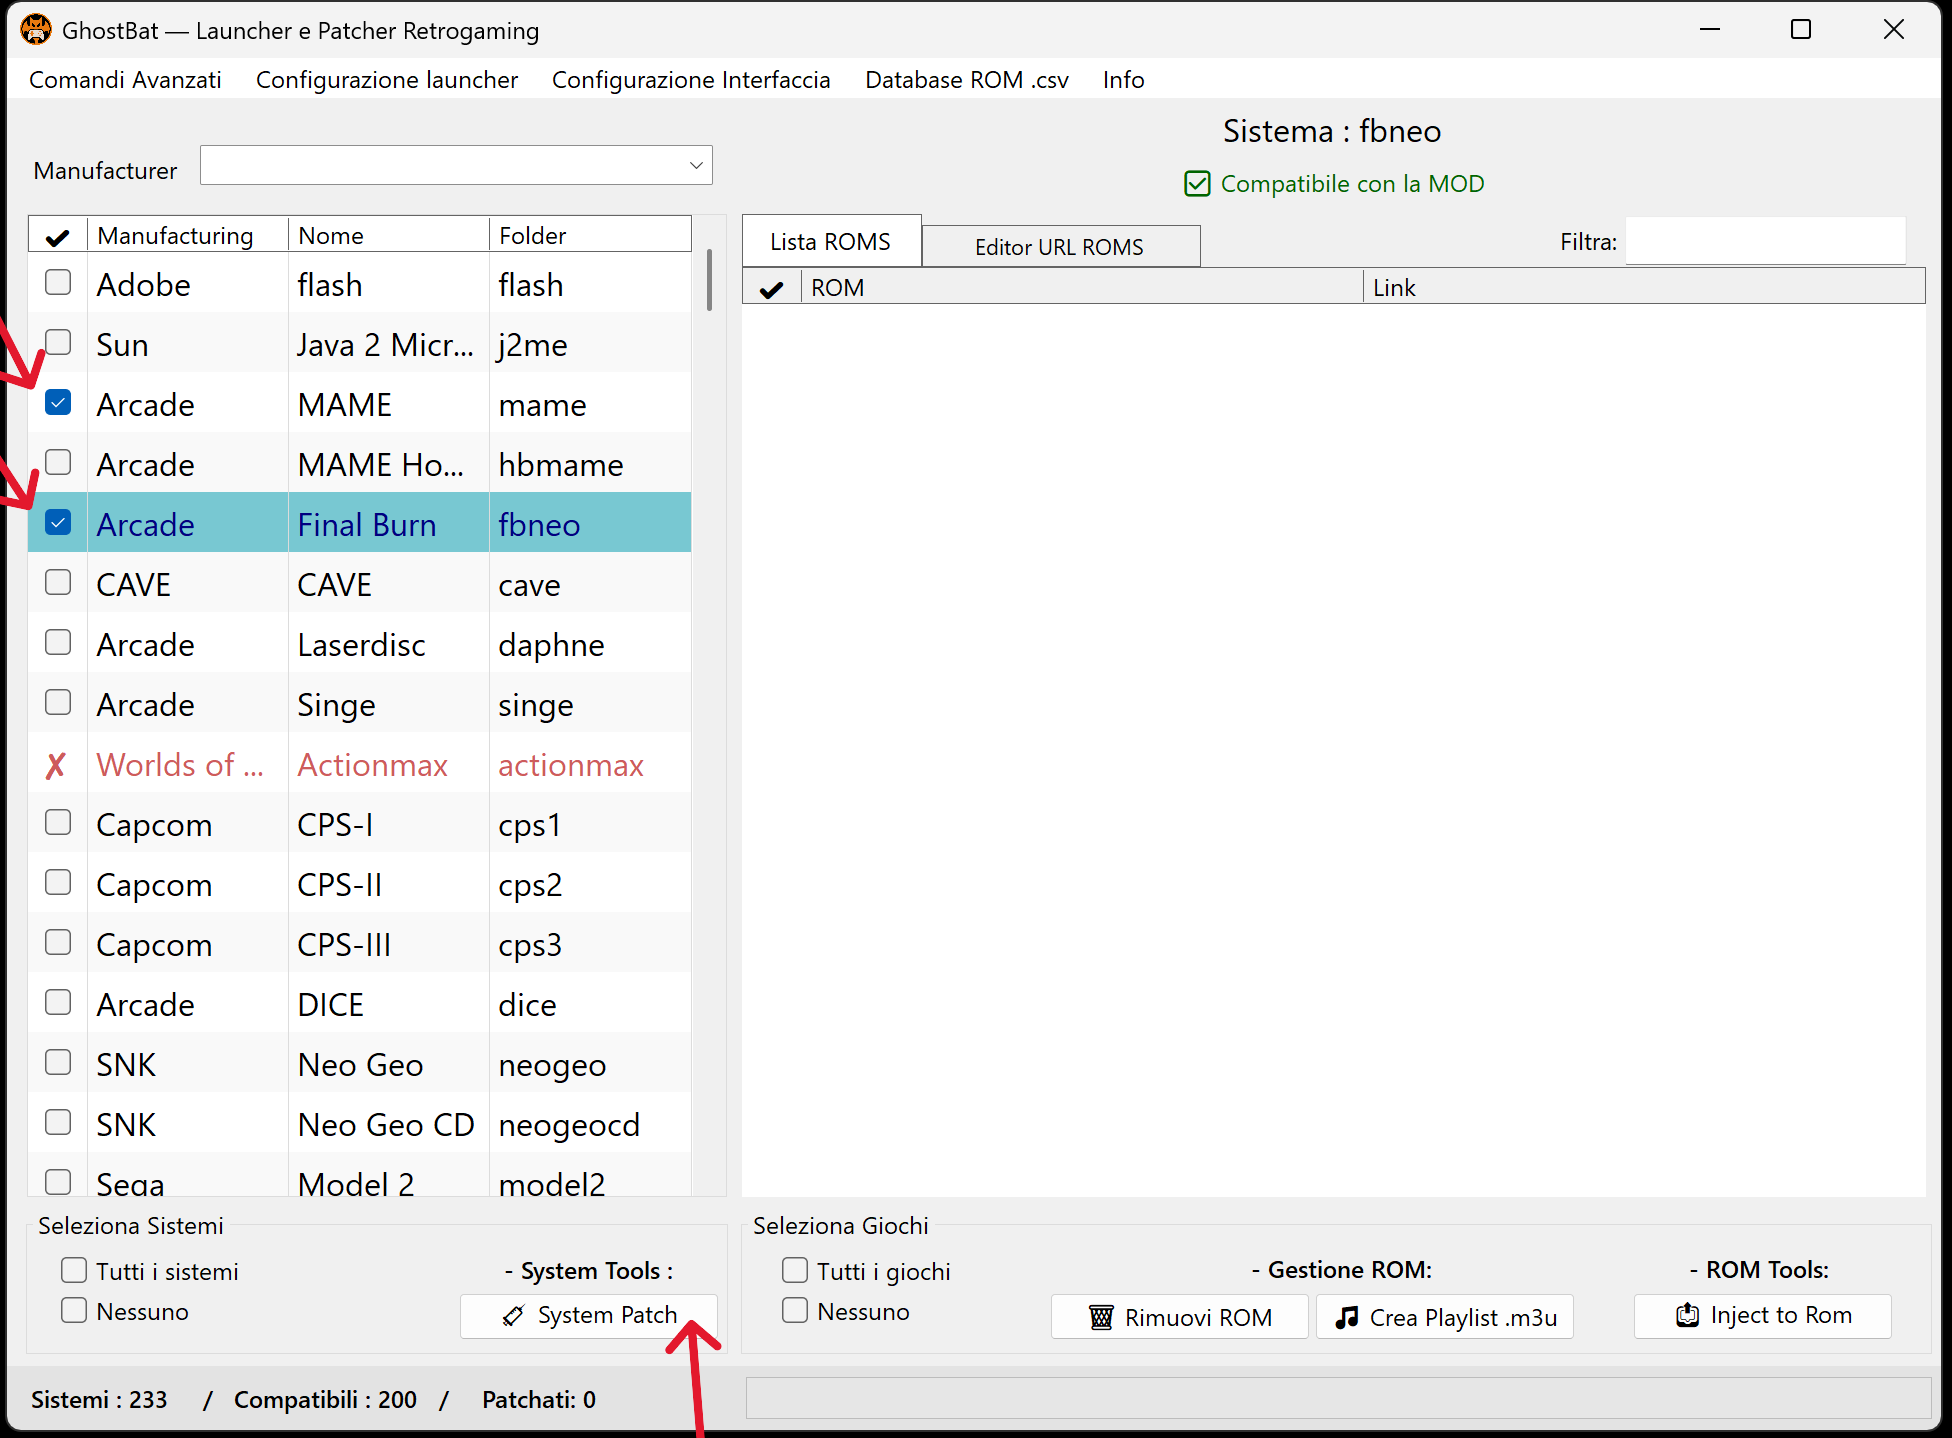 GhostBat — Launcher e Patcher Retrogaming
Comandi Avanzati Configurazione launcher Configurazione Interfaccia Database ROM .csv Info
Sistema : fbneo
Manufacturer
Compatibile con la MOD
Lista ROMS Editor URL ROMS Filtra:
Manufacturing Nome Folder
ROM Link
Adobe flash flash
Sun Java 2 Micr... j2me
Arcade MAME mame
Arcade MAME Ho... hbmame
Arcade Final Burn fbneo
CAVE CAVE cave
Arcade Laserdisc daphne
Arcade Singe singe
Worlds of ... Actionmax actionmax
Capcom CPS-I cps1
Capcom CPS-II cps2
Capcom CPS-III cps3
Arcade DICE dice
SNK Neo Geo neogeo
SNK Neo Geo CD neogeocd
Sega Model 2 model2
Seleziona Sistemi
Tutti i sistemi
Nessuno
- System Tools :
System Patch
Seleziona Giochi
Tutti i giochi
Nessuno
- Gestione ROM:
Rimuovi ROM Crea Playlist .m3u
- ROM Tools:
Inject to Rom
Sistemi : 233 / Compatibili : 200 / Patchati: 0